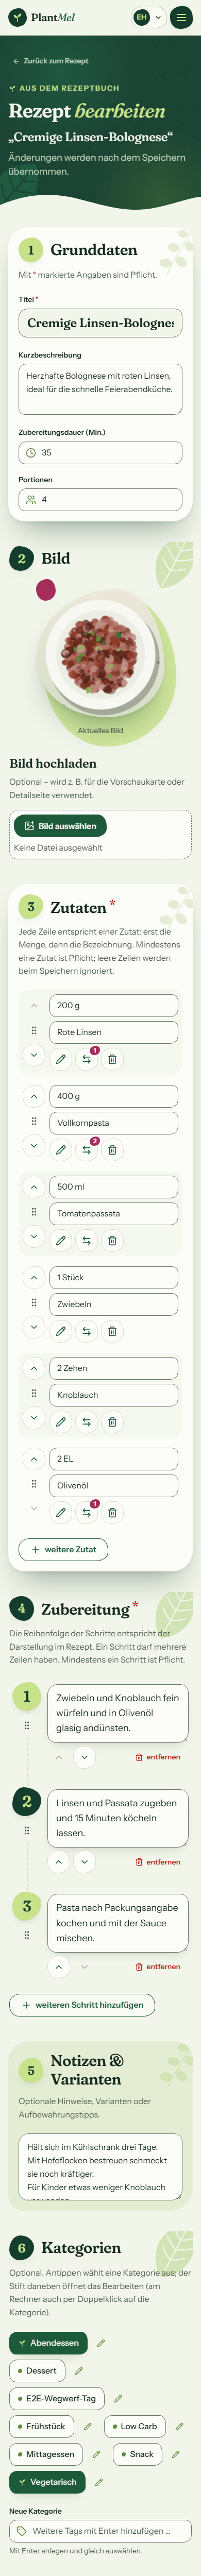 PlantMel
EH
Zurück zum Rezept
AUS DEM REZEPTBUCH
Rezept bearbeiten
„Cremige Linsen-Bolognese“
Änderungen werden nach dem Speichern
übernommen.
1
Grunddaten
Mit * markierte Angaben sind Pflicht.
Titel *
Cremige Linsen-Bolognes
Kurzbeschreibung
Herzhafte Bolognese mit roten Linsen,
ideal für die schnelle Feierabendküche.
Zubereitungsdauer (Min.)
35
Portionen
4
2
Bild
Aktuelles Bild
Bild hochladen
Optional – wird z. B. für die Vorschaukarte oder
Detailseite verwendet.
Bild auswählen
Keine Datei ausgewählt
3
Zutaten *
Jede Zeile entspricht einer Zutat: erst die
Menge, dann die Bezeichnung. Mindestens
eine Zutat ist Pflicht; leere Zeilen werden
beim Speichern ignoriert.
200 g
Rote Linsen
1
400 g
Vollkornpasta
2
500 ml
Tomatenpassata
1 Stück
Zwiebeln
2 Zehen
Knoblauch
2 EL
Olivenöl
1
weitere Zutat
4
Zubereitung *
Die Reihenfolge der Schritte entspricht der
Darstellung im Rezept. Ein Schritt darf mehrere
Zeilen haben. Mindestens ein Schritt ist Pflicht.
1
Zwiebeln und Knoblauch fein
würfeln und in Olivenöl
glasig andünsten.
entfernen
2
Linsen und Passata zugeben
und 15 Minuten köcheln
lassen.
entfernen
3
Pasta nach Packungsangabe
kochen und mit der Sauce
mischen.
entfernen
weiteren Schritt hinzufügen
5
Notizen &
Varianten
Optionale Hinweise, Varianten oder
Aufbewahrungstipps.
Hält sich im Kühlschrank drei Tage.
Mit Hefeflocken bestreuen schmeckt
sie noch kräftiger.
Für Kinder etwas weniger Knoblauch
6
Kategorien
Optional. Antippen wählt eine Kategorie aus; der
Stift daneben öffnet das Bearbeiten (am
Rechner auch per Doppelklick auf die
Kategorie).
Abendessen
Dessert
E2E-Wegwerf-Tag
Frühstück
Low Carb
Mittagessen
Snack
Vegetarisch
Neue Kategorie
Weitere Tags mit Enter hinzufügen ...
Mit Enter anlegen und gleich auswählen.